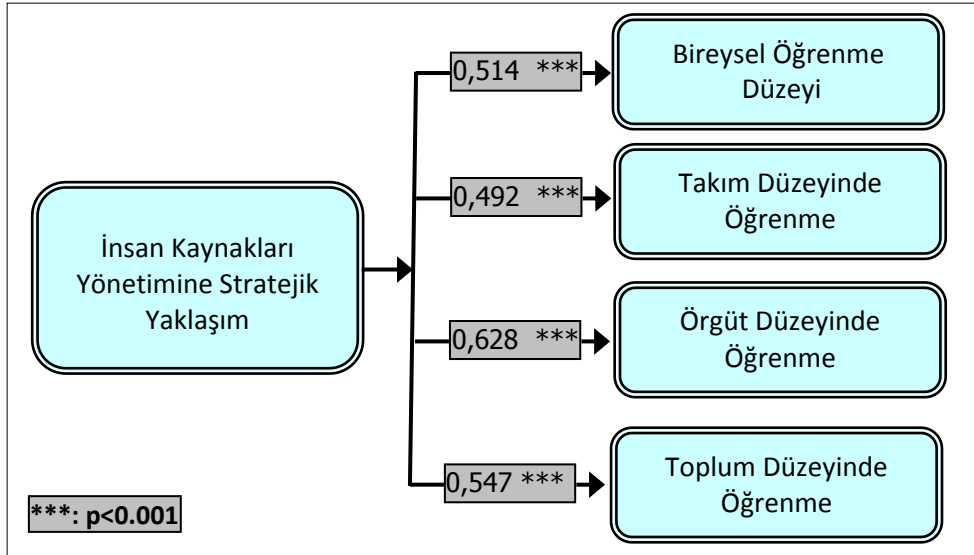 İnsan Kaynakları
Yönetimine Stratejik
Yaklaşım
0,514 ***
Bireysel Öğrenme
Düzeyi
0,492 ***
Takım Düzeyinde
Öğrenme
0,628 ***
Örgüt Düzeyinde
Öğrenme
0,547 ***
Toplum Düzeyinde
Öğrenme
***: p<0.001